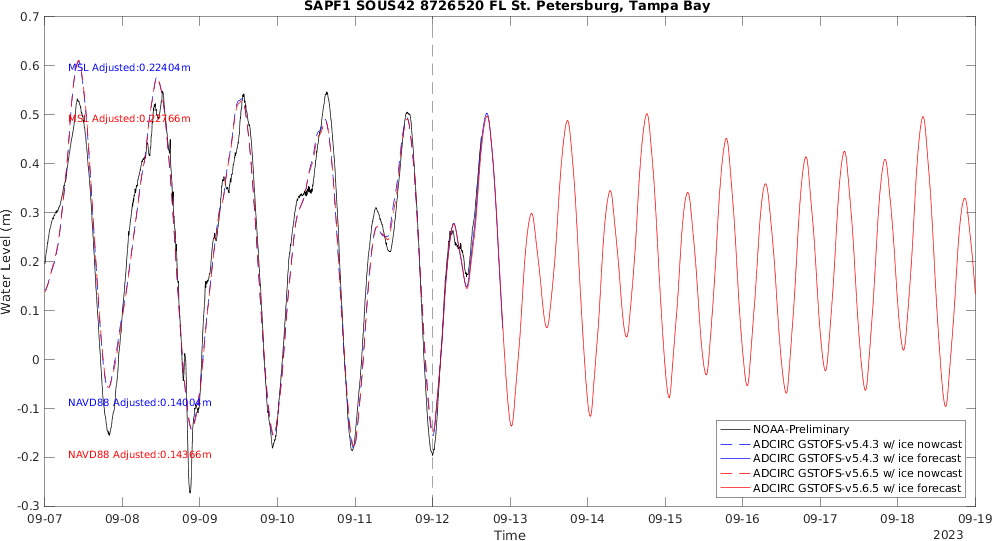 SAPF1 SOUS42 8726520 FL St. Petersburg, Tampa Bay
0.7
0.6
0.5
0.4
0.3
0.2
0.1
0
-0.1
-0.2
-0.3
Water Level (m)
MSL Adjusted:0.22404m
MSL Adjusted:0.22766m
NAVD88 Adjusted:0.14004m
NAVD88 Adjusted:0.14366m
NOAA-Preliminary
ADCIRC GSTOFS-v5.4.3 w/ ice nowcast
ADCIRC GSTOFS-v5.4.3 w/ ice forecast
ADCIRC GSTOFS-v5.6.5 w/ ice nowcast
ADCIRC GSTOFS-v5.6.5 w/ ice forecast
09-07 09-08 09-09 09-10 09-11 09-12 09-13 09-14 09-15 09-16 09-17 09-18 09-19
Time
2023